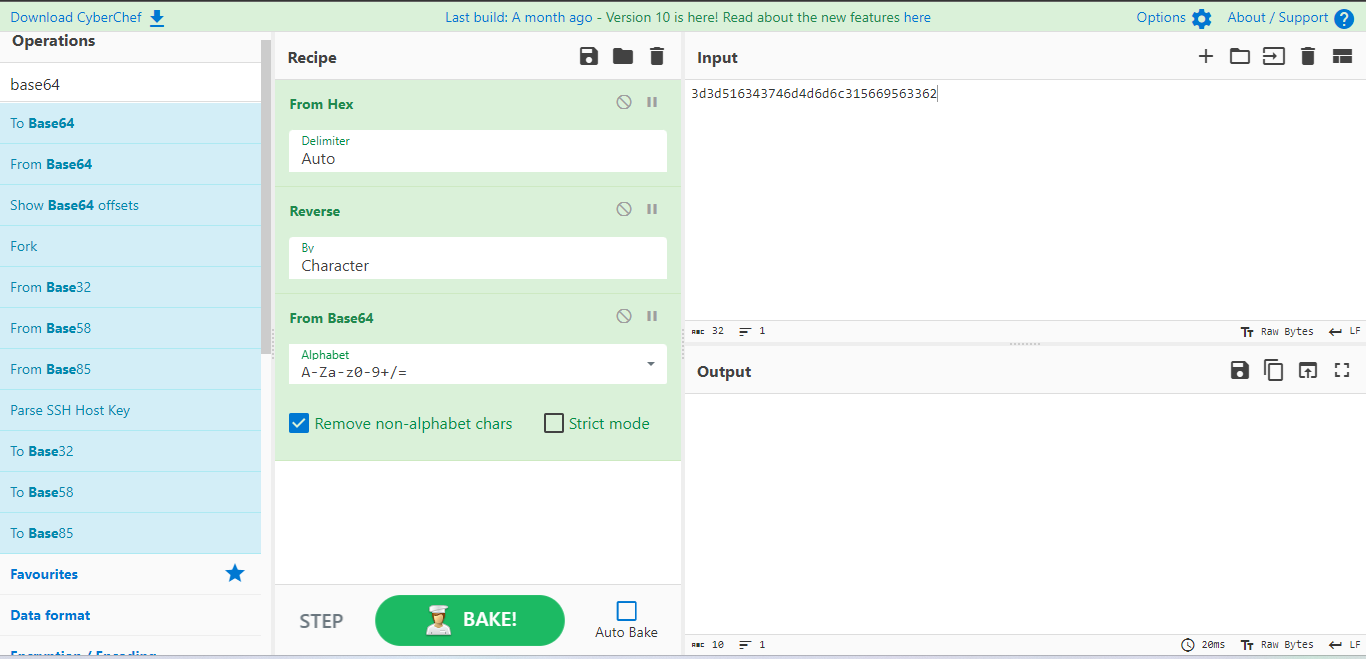 Download CyberChef
Last build: A month ago - Version 10 is here! Read about the new features here
Options
About / Support
?
Operations
base64
To Base64
From Base64
Show Base64 offsets
Fork
From Base32
From Base58
From Base85
Parse SSH Host Key
To Base32
To Base58
To Base85
Favourites
Data format
Encryption / Encoding
Recipe
From Hex
Delimiter
Auto
Reverse
By
Character
From Base64
Alphabet
A-Za-z0-9+/=
Remove non-alphabet chars
Strict mode
STEP
BAKE!
Auto Bake
Input
3d3d516343746d4d6d6c315669563362
ABC 32 1
Raw Bytes LF
Output
ABC 10 1
20ms Raw Bytes LF